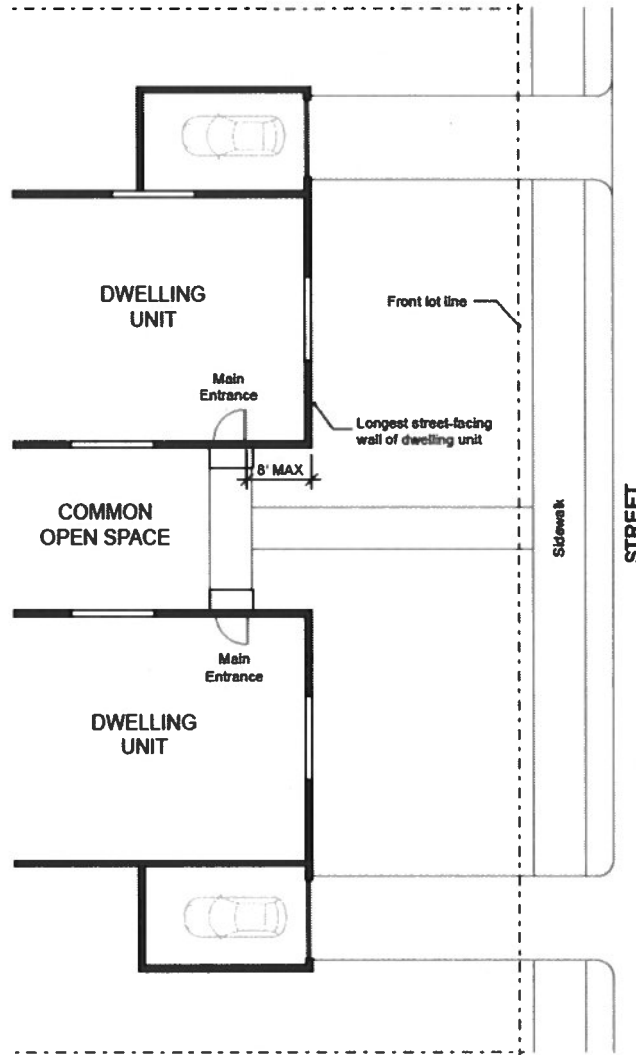 DWELLING
UNIT
Front lot line
Main
Entrance
Longest street-facing
wall of dwelling unit
8' MAX
COMMON
OPEN SPACE
Sidewalk
STREET
Main
Entrance
DWELLING
UNIT